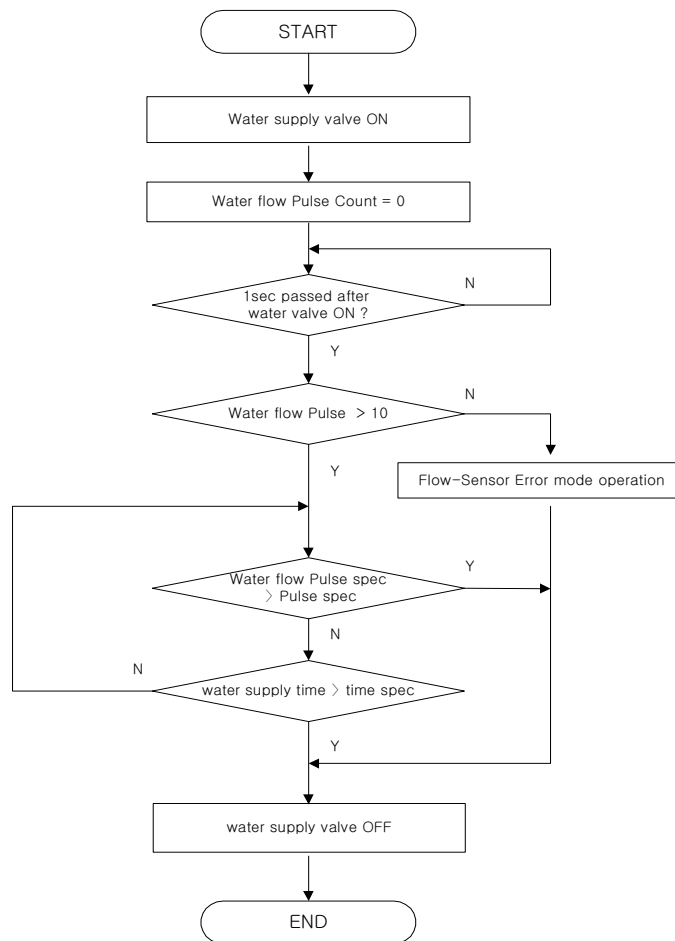 START
Water supply valve ON
Water flow Pulse Count = 0
N
1sec passed after
water valve ON ?
Y
N
Water flow Pulse > 10
Y
Flow-Sensor Error mode operation
Water flow Pulse spec
> Pulse spec
Y
N
N
water supply time > time spec
Y
water supply valve OFF
END